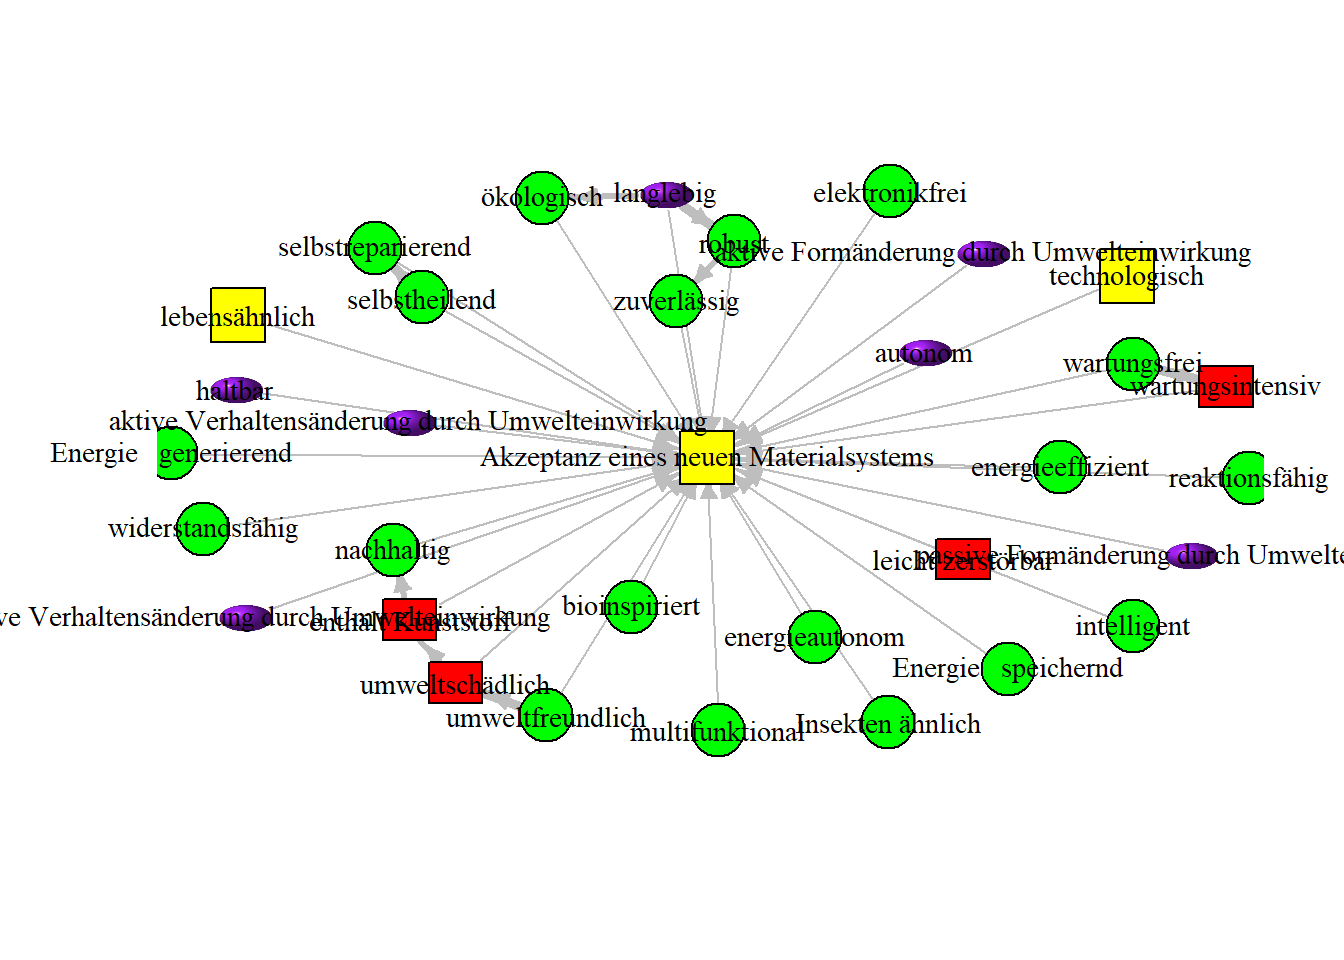 ökologisch
langlebig
elektronikfrei
selbstreparierend
robust
aktive Formänderung durch Umwelteinwirkung
technologisch
selbstheilend
zuverlässig
lebensähnlich
autonom
wartungsfrei
haltbar
wartungsintensiv
aktive Verhaltensänderung durch Umwelteinwirkung
Energie generierend
Akzeptanz eines neuen Materialsystems
energieeffizient
reaktionsfähig
widerstandsfähig
nachhaltig
leicht zerstörbar
passive Formänderung durch Umwelte
bioinspiriert
ve Verhaltensänderung durch Umwelteinwirkung
enthält Kunststoff
energieautonom
intelligent
Energie speichernd
umweltschädlich
umweltfreundlich
multifunktional
Insekten ähnlich